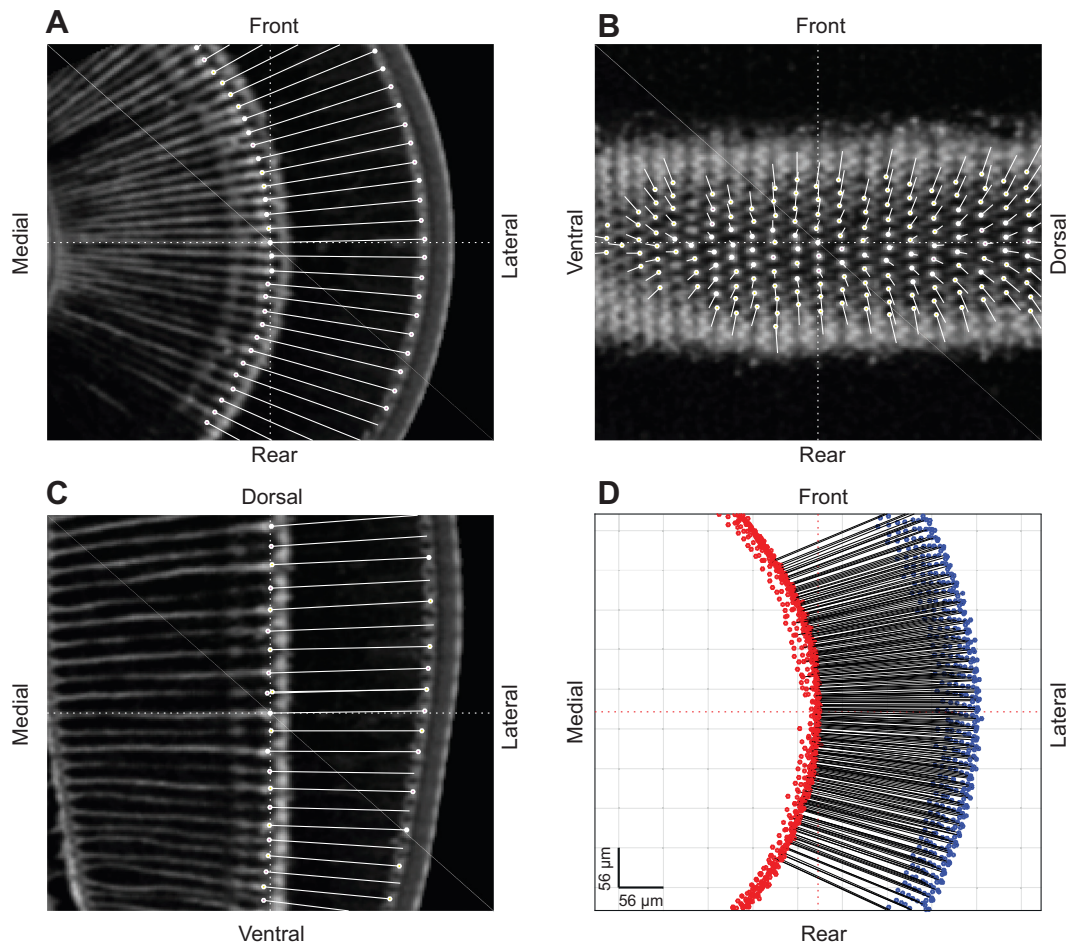 A
Front
Medial
Lateral
Rear
B
Front
Ventral
Dorsal
Rear
C
Dorsal
Medial
Lateral
Ventral
D
Front
Medial
Lateral
56 µm
56 µm
Rear